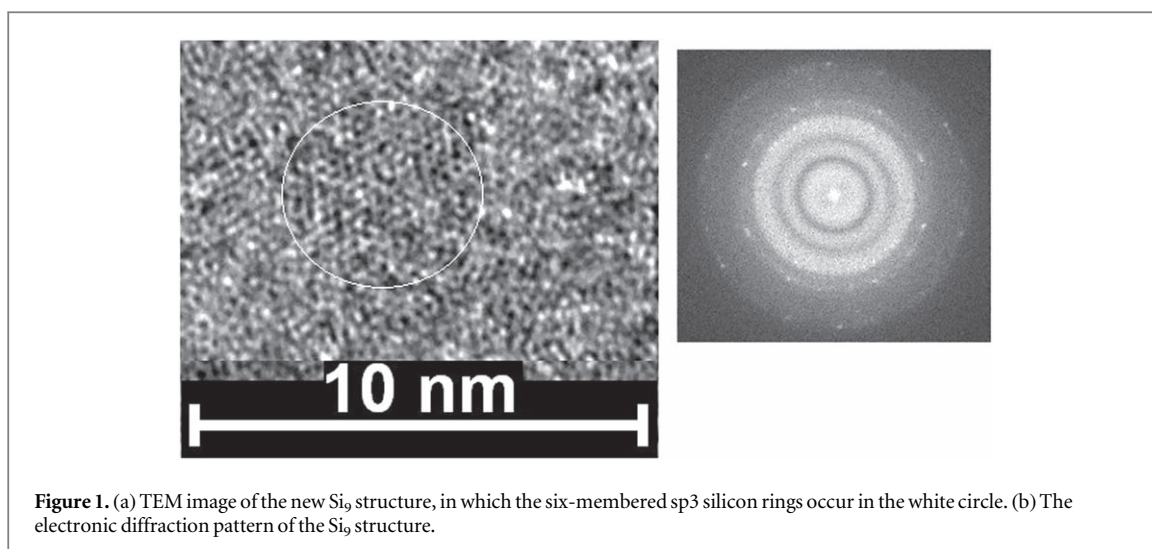 10 nm
Figure 1. (a) TEM image of the new Si₉ structure, in which the six-membered sp3 silicon rings occur in the white circle. (b) The
electronic diffraction pattern of the Si₉ structure.